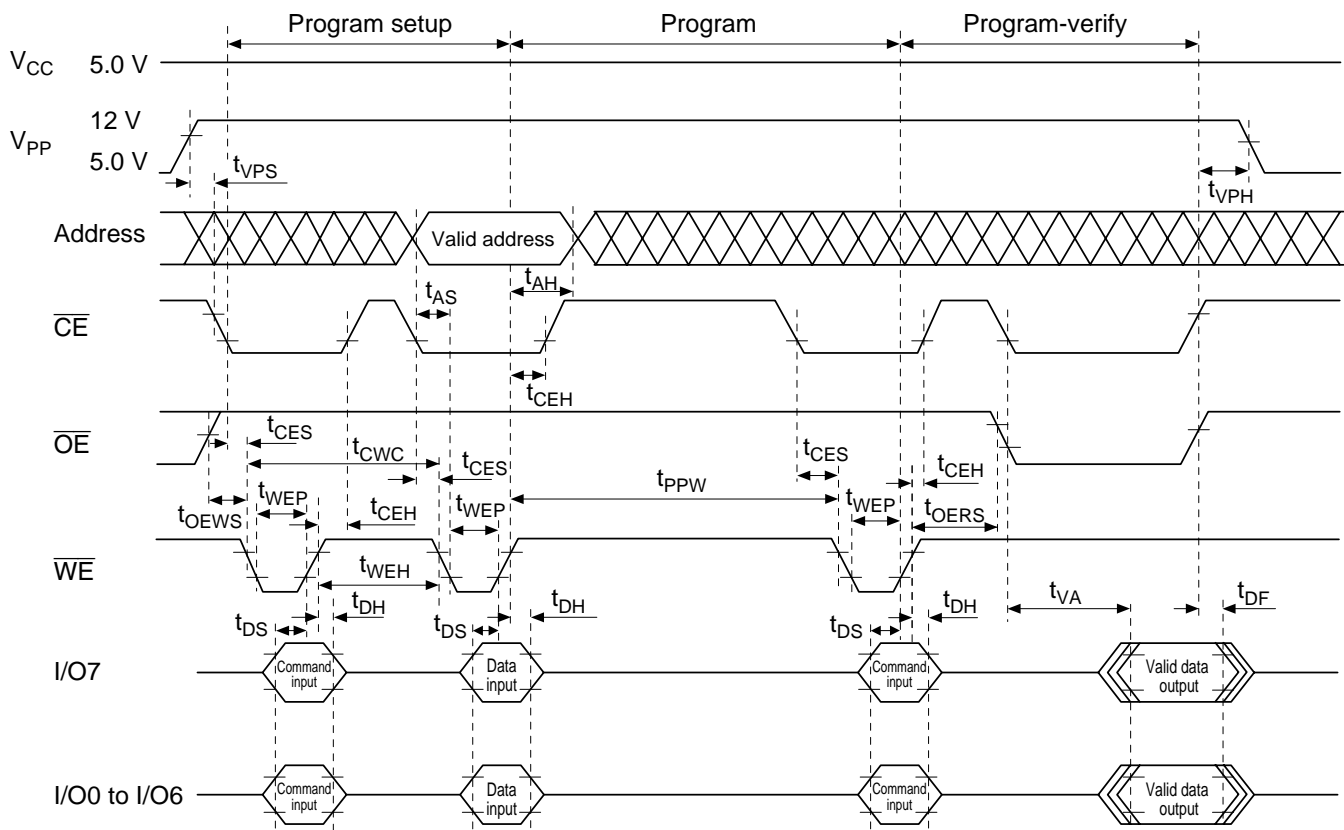 Program setup Program Program-verify
VCC 5.0 V
12 V
VPP
5.0 V
tVPS
tVPH
Address Valid address
tAS tAH
CE
tCEH
OE
tCES tCWC tCES tCES tCEH
tPPW
tOEWS tWEP tCEH tWEP tWEP tOERS
WE
tWEH
tDH tDH tVA tDH tDF
tDS tDS tDS
I/O7 Command input Data input Command input Valid data output
I/O0 to I/O6 Command input Data input Command input Valid data output